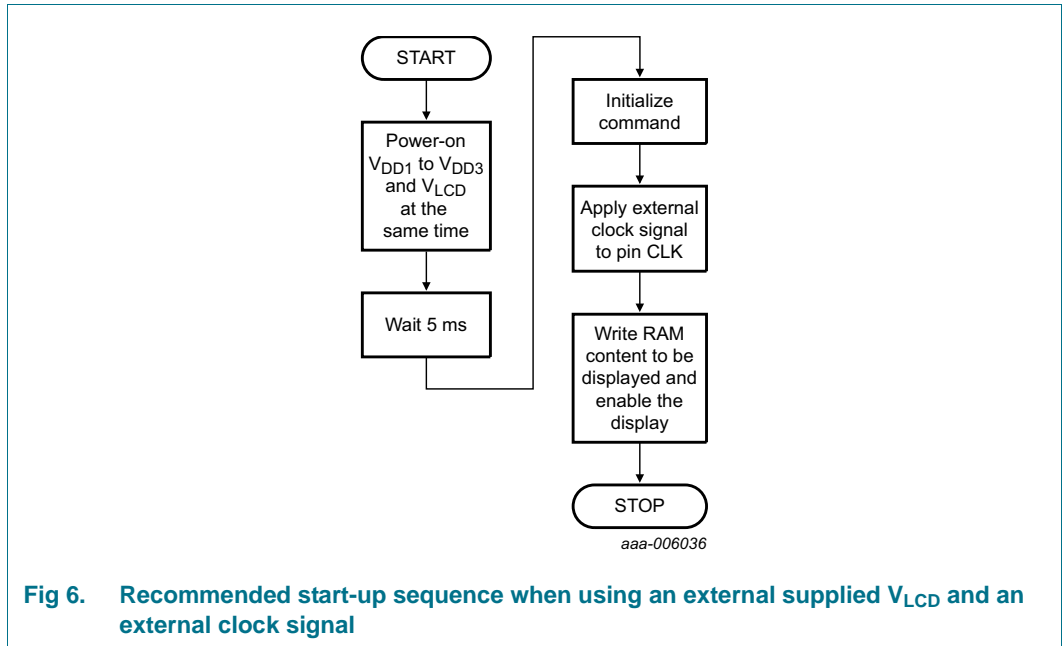 START
Power-on
VDD1 to VDD3
and VLCD
at the
same time
Wait 5 ms
Initialize
command
Apply external
clock signal
to pin CLK
Write RAM
content to be
displayed and
enable the
display
STOP
aaa-006036
Fig 6. Recommended start-up sequence when using an external supplied VLCD and an
external clock signal